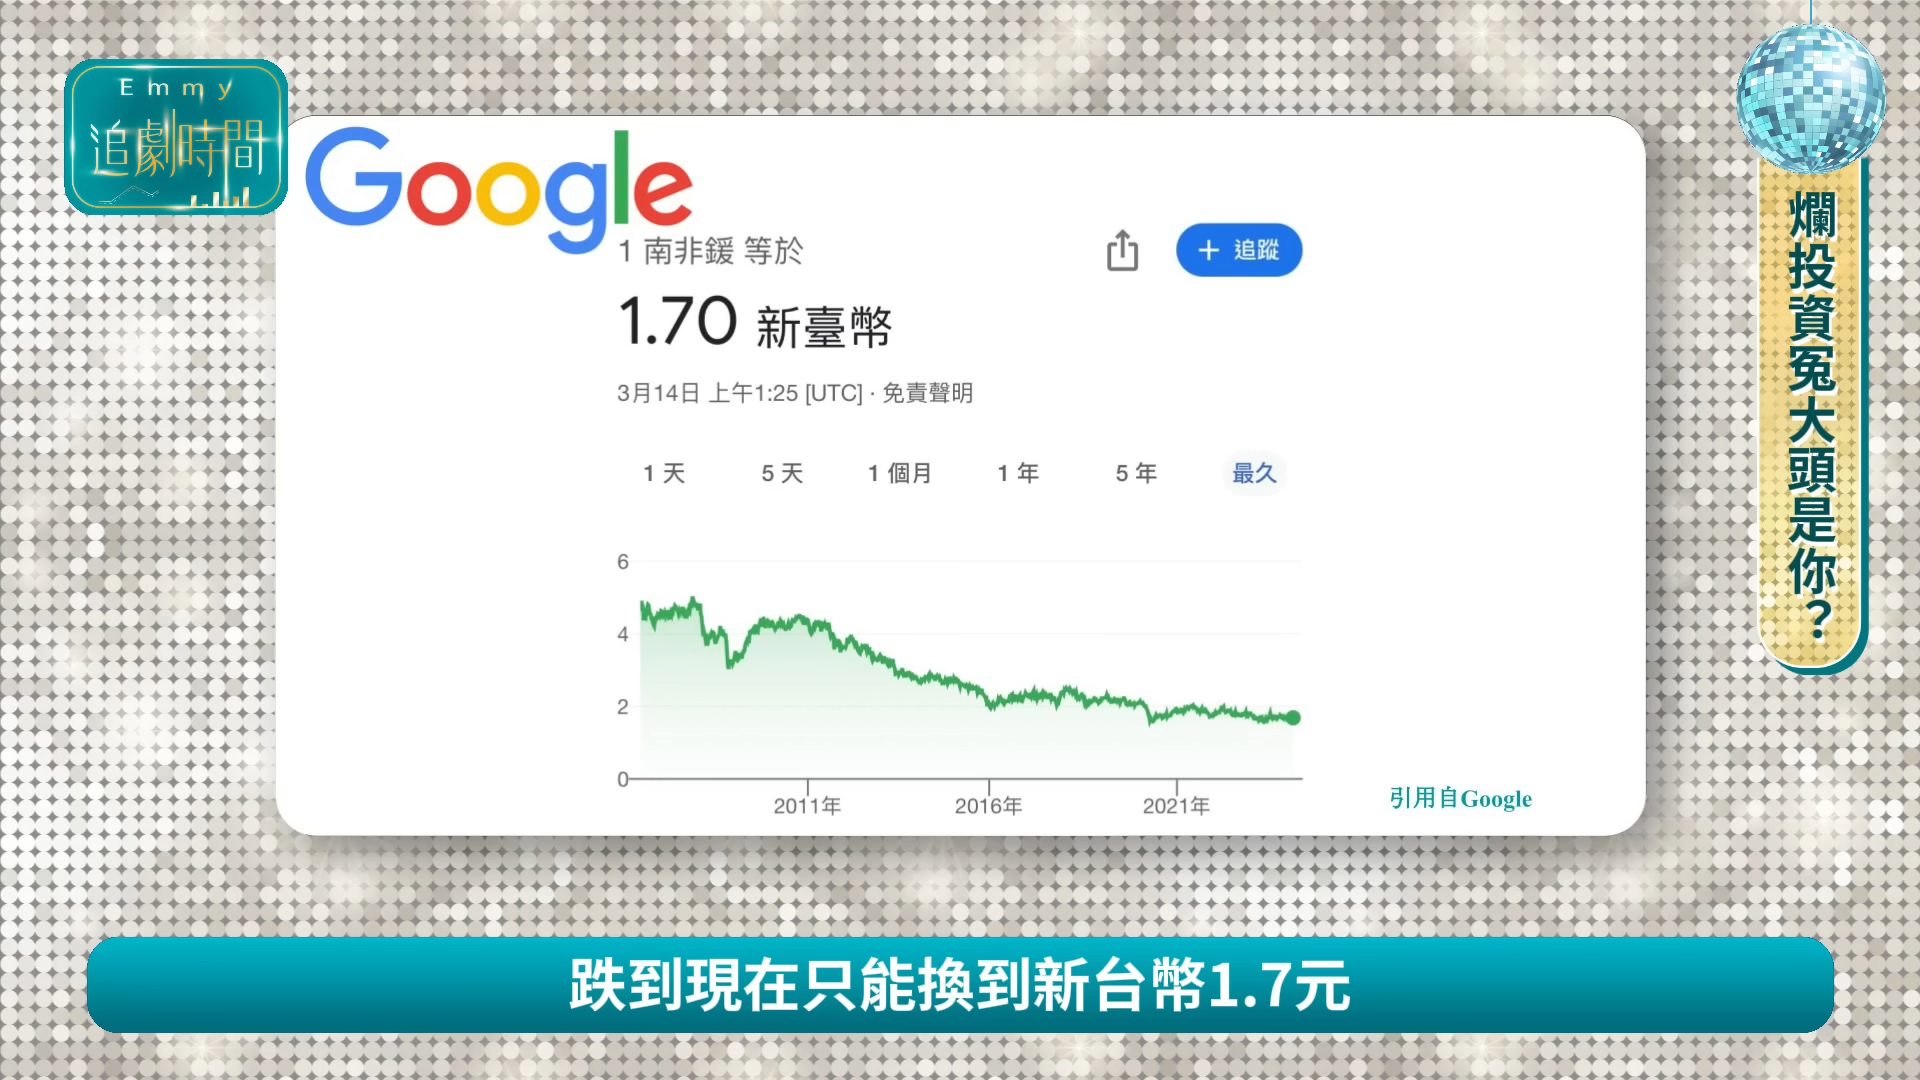 Emmy
追劇時間
Google
1 南非鍰 等於
+ 追蹤
1.70 新臺幣
3月14日 上午1:25 [UTC] · 免責聲明
1 天
5 天
1 個月
1 年
5 年
最久
6
4
2
0
2011年
2016年
2021年
引用自Google
爛投資冤大頭是你？
跌到現在只能換到新台幣1.7元